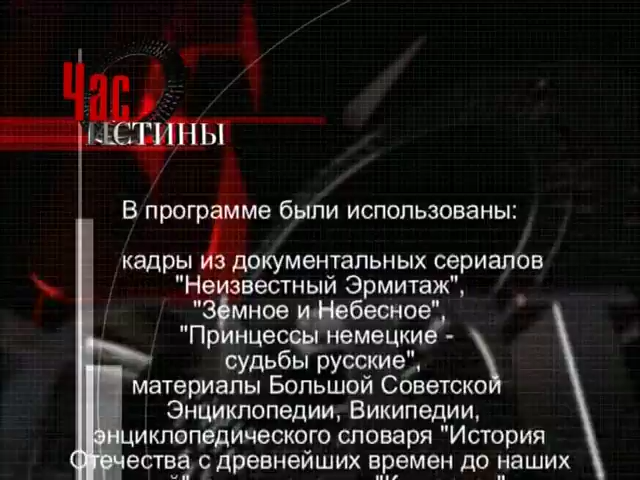 Час
ИСТИНЫ
В программе были использованы:
кадры из документальных сериалов
"Неизвестный Эрмитаж",
"Земное и Небесное",
"Принцессы немецкие -
судьбы русские",
материалы Большой Советской
Энциклопедии, Википедии,
энциклопедического словаря "История
Отечества с древнейших времен до наших